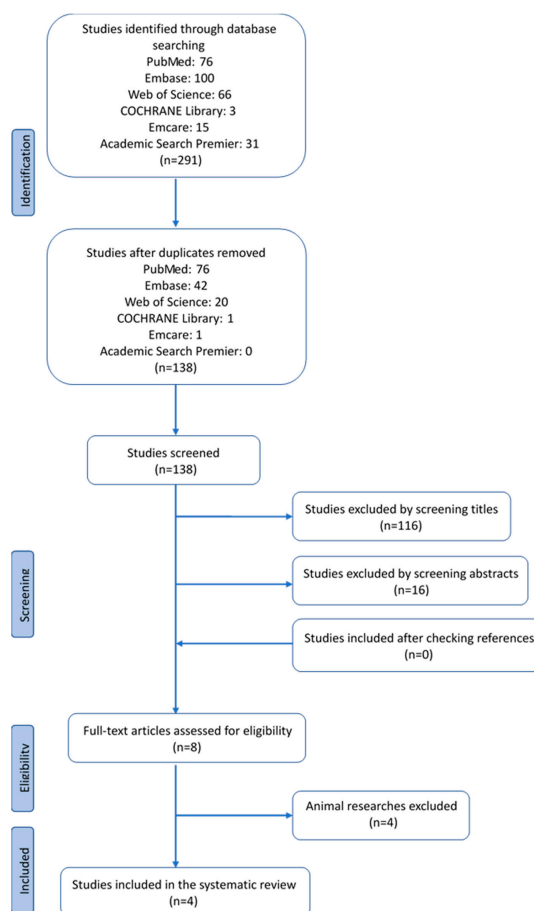 Studies identified through database
searching
PubMed: 76
Embase: 100
Web of Science: 66
COCHRANE Library: 3
Emcare: 15
Academic Search Premier: 31
(n=291)
Identification
Studies after duplicates removed
PubMed: 76
Embase: 42
Web of Science: 20
COCHRANE Library: 1
Emcare: 1
Academic Search Premier: 0
(n=138)
Studies screened
(n=138)
Studies excluded by screening titles
(n=116)
Screening
Studies excluded by screening abstracts
(n=16)
Studies included after checking references
(n=0)
Full-text articles assessed for eligibility
(n=8)
Eligibility
Animal researches excluded
(n=4)
Included
Studies included in the systematic review
(n=4)